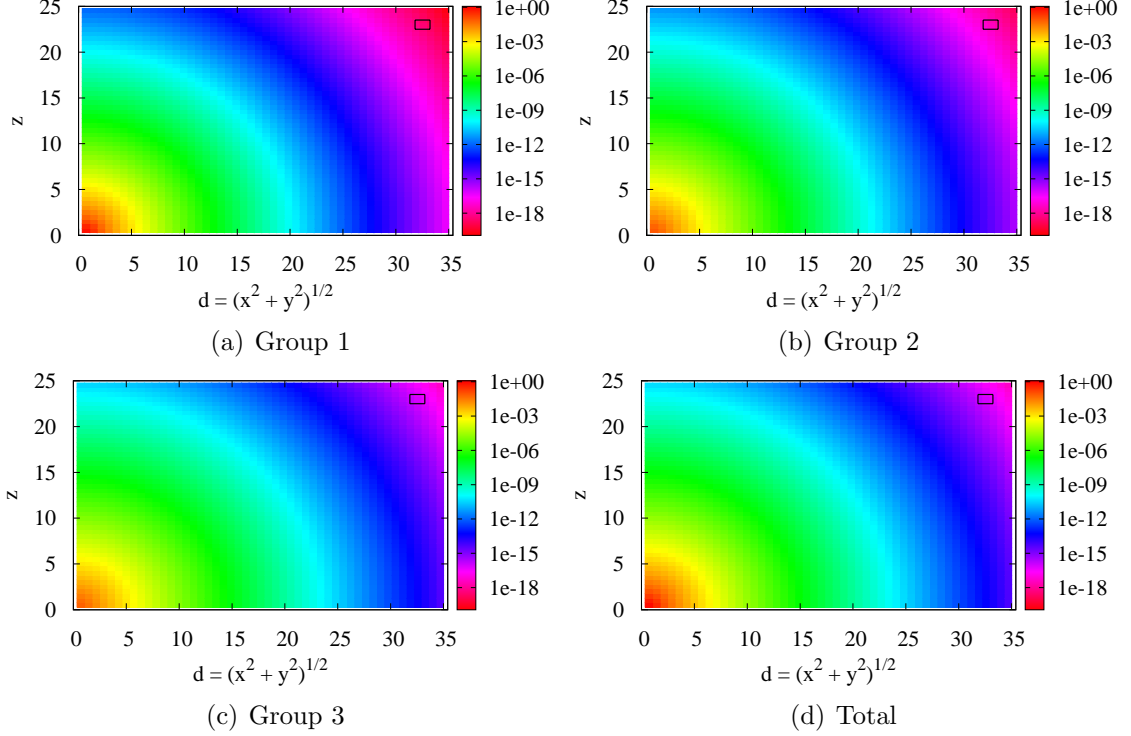 25
20
15
10
5
0
z
0 5 10 15 20 25 30 35
d = (x² + y²)^1/2
1e+00
1e-03
1e-06
1e-09
1e-12
1e-15
1e-18
(a) Group 1
25
20
15
10
5
0
z
0 5 10 15 20 25 30 35
d = (x² + y²)^1/2
1e+00
1e-03
1e-06
1e-09
1e-12
1e-15
1e-18
(b) Group 2
25
20
15
10
5
0
z
0 5 10 15 20 25 30 35
d = (x² + y²)^1/2
1e+00
1e-03
1e-06
1e-09
1e-12
1e-15
1e-18
(c) Group 3
25
20
15
10
5
0
z
0 5 10 15 20 25 30 35
d = (x² + y²)^1/2
1e+00
1e-03
1e-06
1e-09
1e-12
1e-15
1e-18
(d) Total